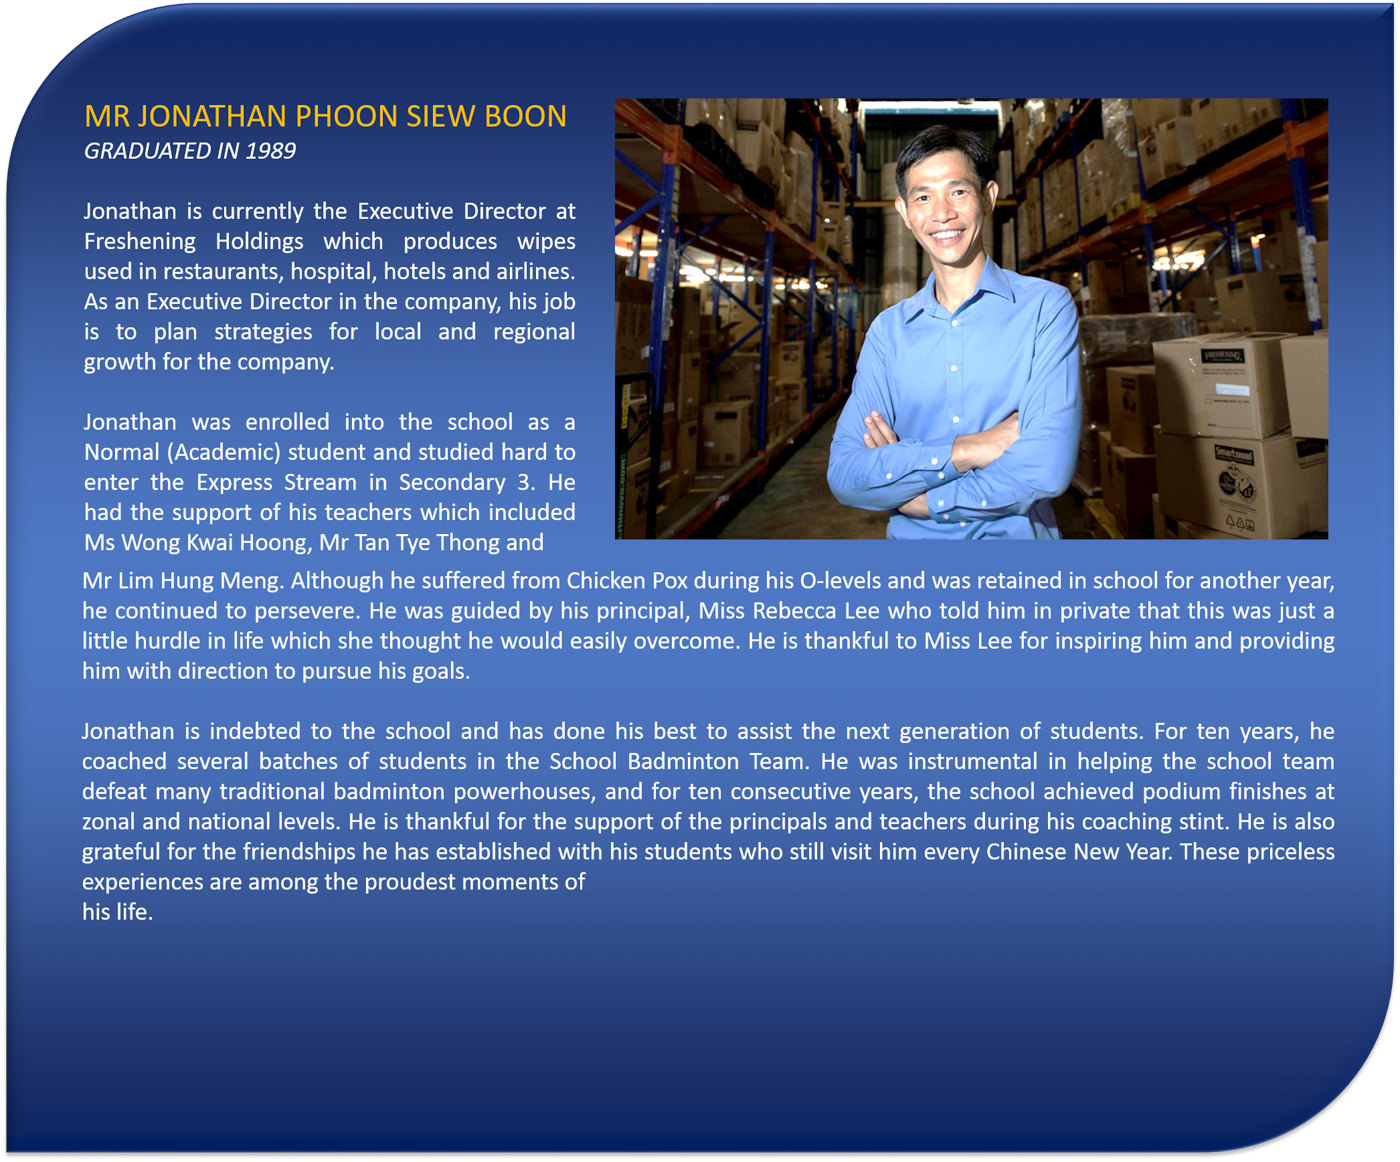 MR JONATHAN PHOON SIEW BOON
GRADUATED IN 1989
Jonathan is currently the Executive Director at
Freshening Holdings which produces wipes
used in restaurants, hospital, hotels and airlines.
As an Executive Director in the company, his job
is to plan strategies for local and regional
growth for the company.
Jonathan was enrolled into the school as a
Normal (Academic) student and studied hard to
enter the Express Stream in Secondary 3. He
had the support of his teachers which included
Ms Wong Kwai Hoong, Mr Tan Tye Thong and
Mr Lim Hung Meng. Although he suffered from Chicken Pox during his O-levels and was retained in school for another year,
he continued to persevere. He was guided by his principal, Miss Rebecca Lee who told him in private that this was just a
little hurdle in life which she thought he would easily overcome. He is thankful to Miss Lee for inspiring him and providing
him with direction to pursue his goals.
Jonathan is indebted to the school and has done his best to assist the next generation of students. For ten years, he
coached several batches of students in the School Badminton Team. He was instrumental in helping the school team
defeat many traditional badminton powerhouses, and for ten consecutive years, the school achieved podium finishes at
zonal and national levels. He is thankful for the support of the principals and teachers during his coaching stint. He is also
grateful for the friendships he has established with his students who still visit him every Chinese New Year. These priceless
experiences are among the proudest moments of
his life.
FRESHENING
Smartowel